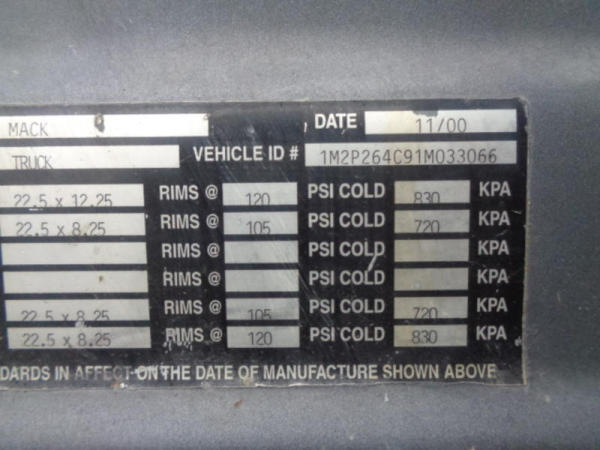 MACK DATE 11/00
TRUCK VEHICLE ID # 1M2P264C91M033066
22.5 x 12.25 RIMS @ 120 PSI COLD 830 KPA
22.5 x 8.25 RIMS @ 105 PSI COLD 720 KPA
RIMS @ PSI COLD KPA
RIMS @ PSI COLD KPA
22.5 x 8.25 RIMS @ 105 PSI COLD 720 KPA
22.5 x 8.25 RIMS @ 120 PSI COLD 830 KPA
DARDS IN AFFECT ON THE DATE OF MANUFACTURE SHOWN ABOVE